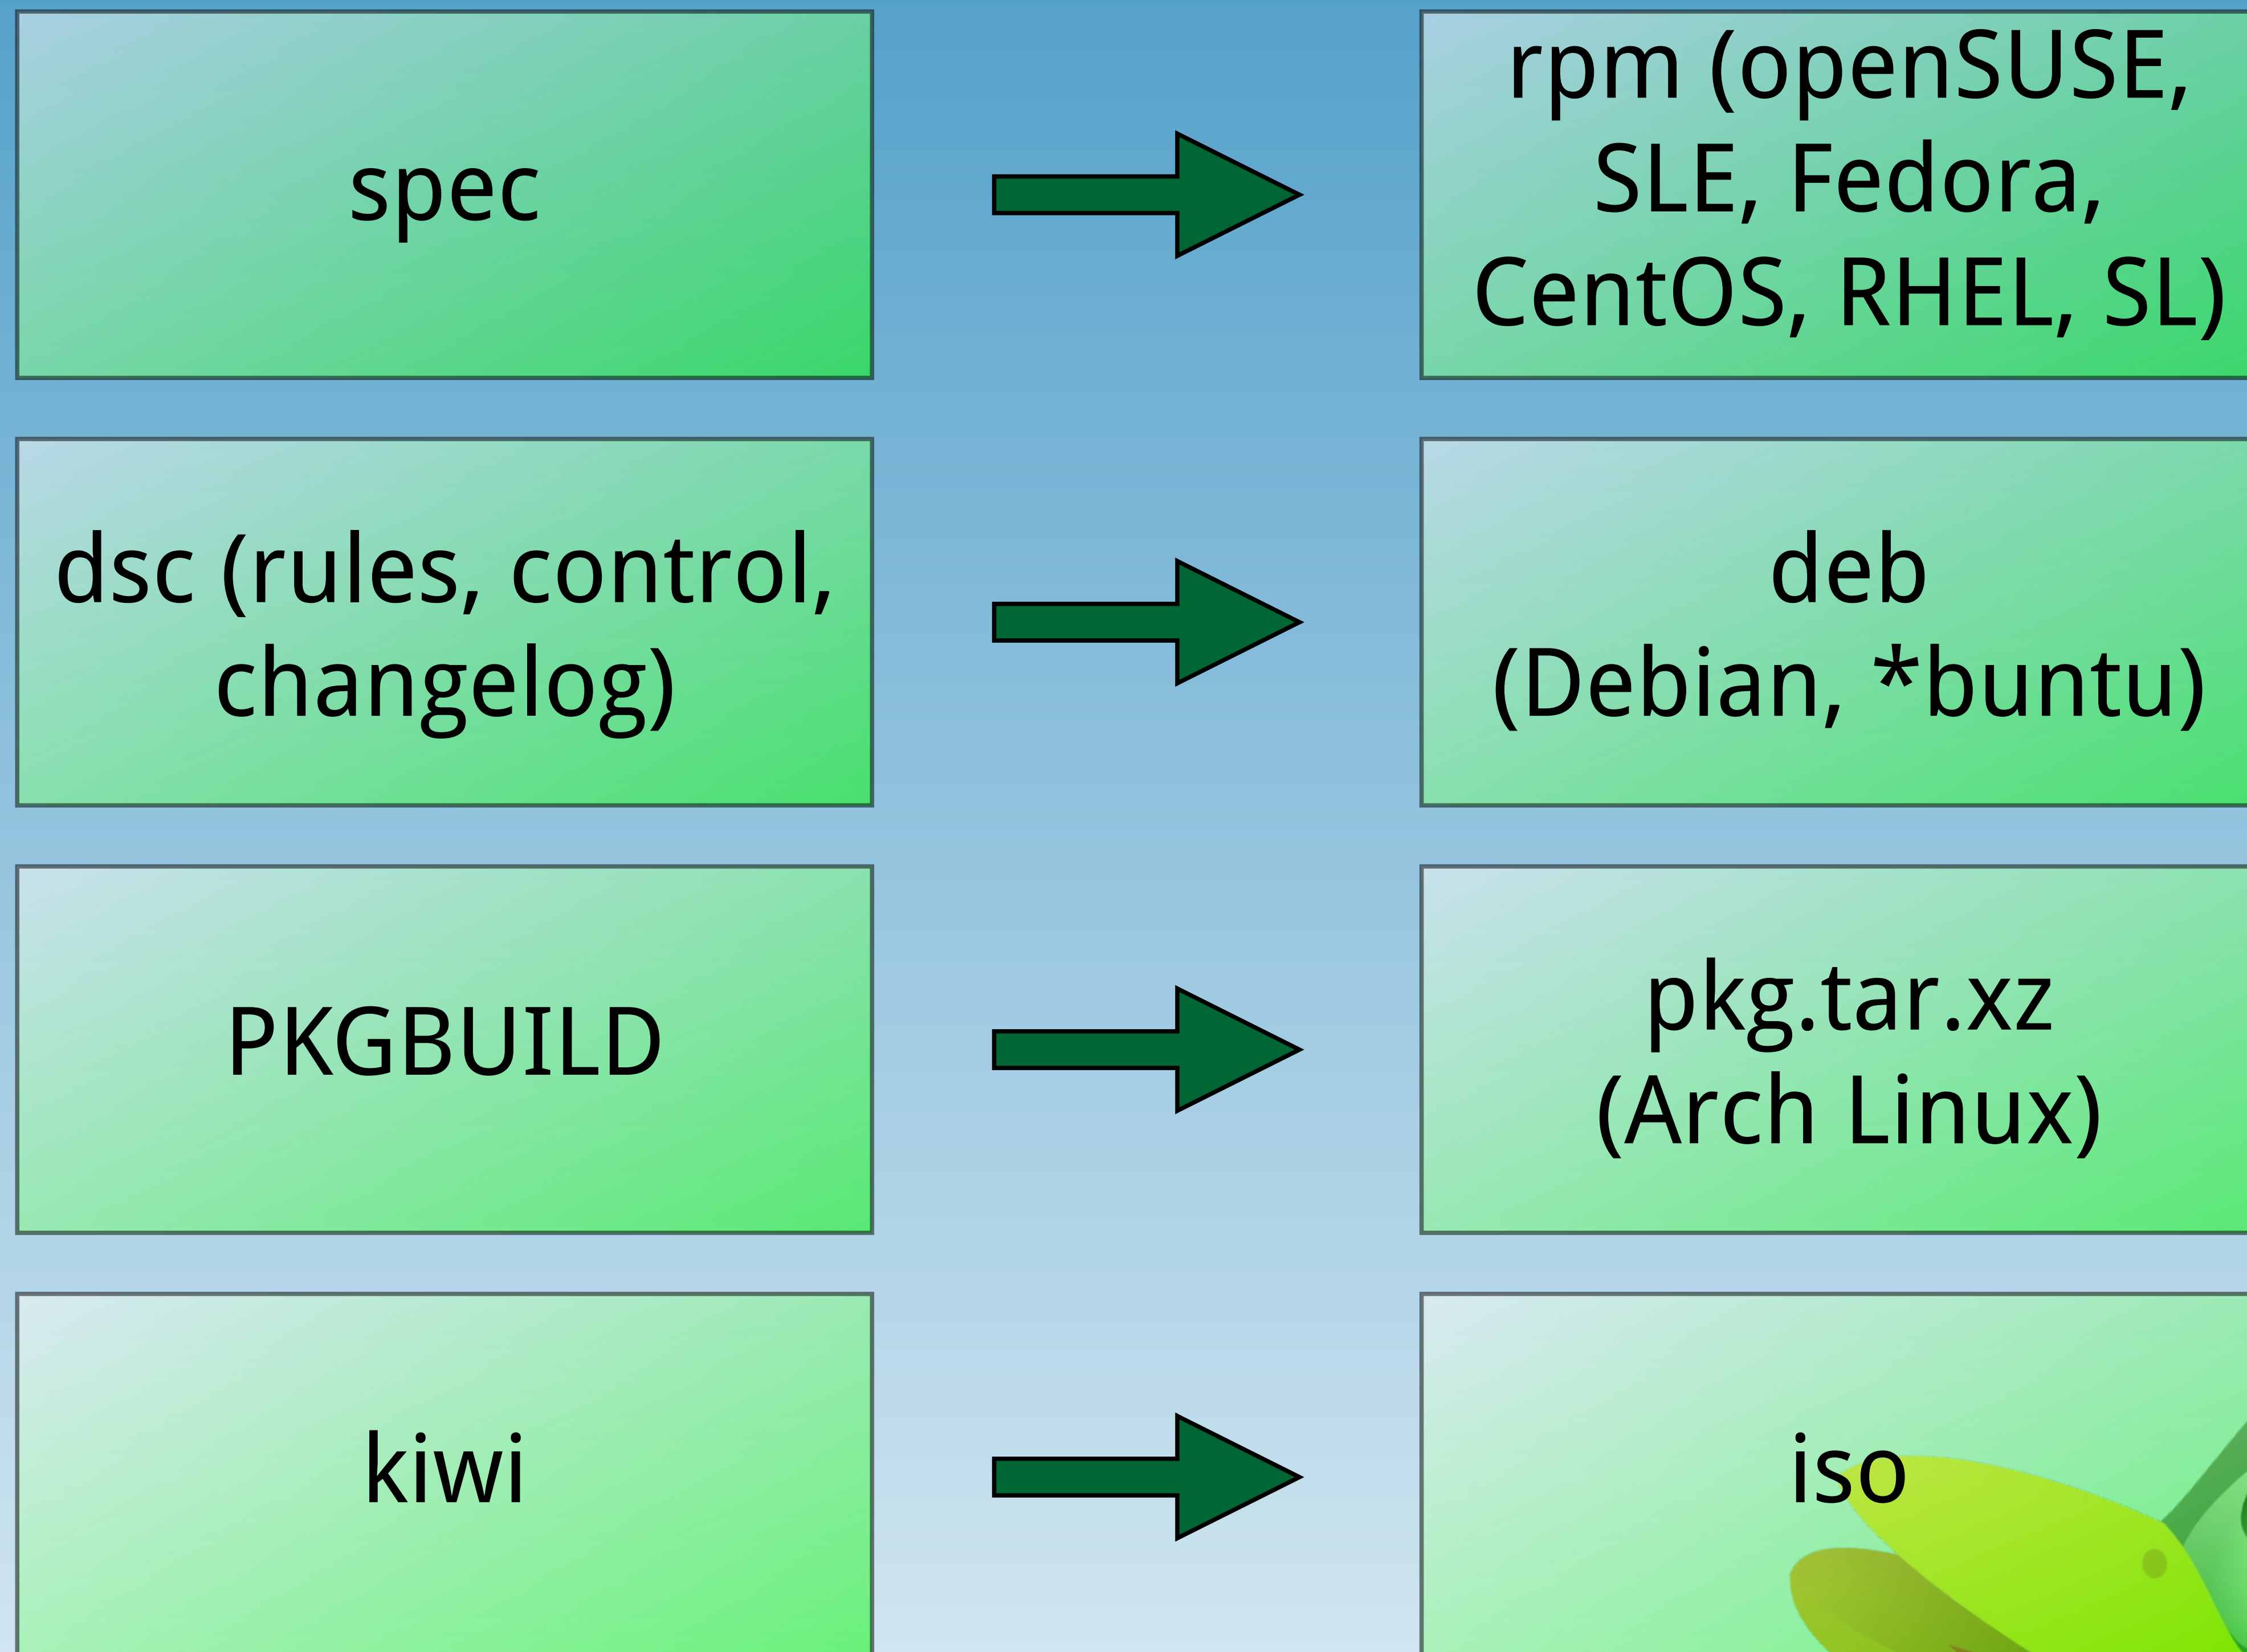 spec
rpm (openSUSE,
SLE, Fedora,
CentOS, RHEL, SL)
dsc (rules, control,
changelog)
deb
(Debian, *buntu)
PKGBUILD
pkg.tar.xz
(Arch Linux)
kiwi
iso